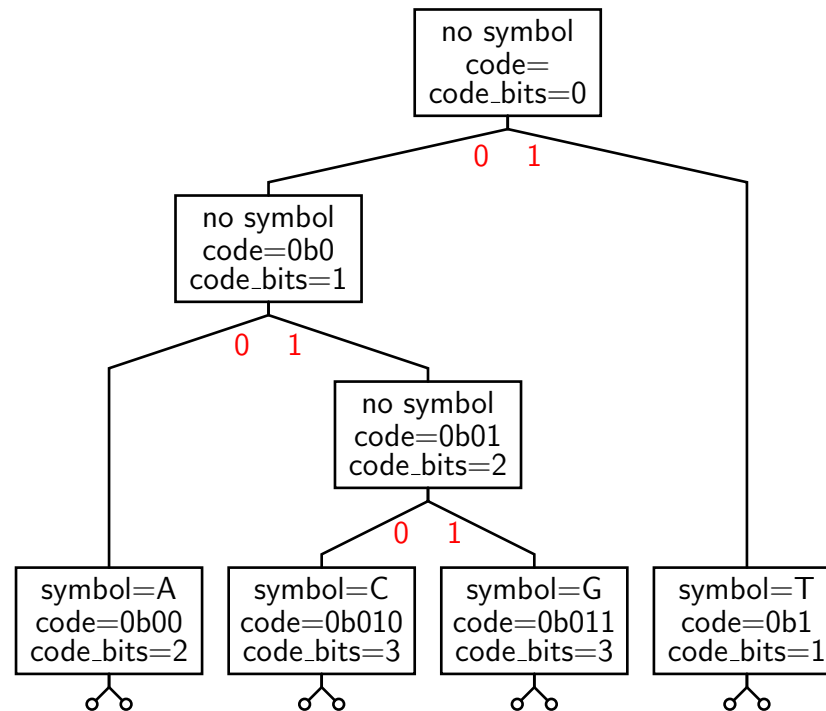 no symbol
code=
code_bits=0
0 1
no symbol
code=0b0
code_bits=1
0 1
no symbol
code=0b01
code_bits=2
0 1
symbol=A
code=0b00
code_bits=2
symbol=C
code=0b010
code_bits=3
symbol=G
code=0b011
code_bits=3
symbol=T
code=0b1
code_bits=1